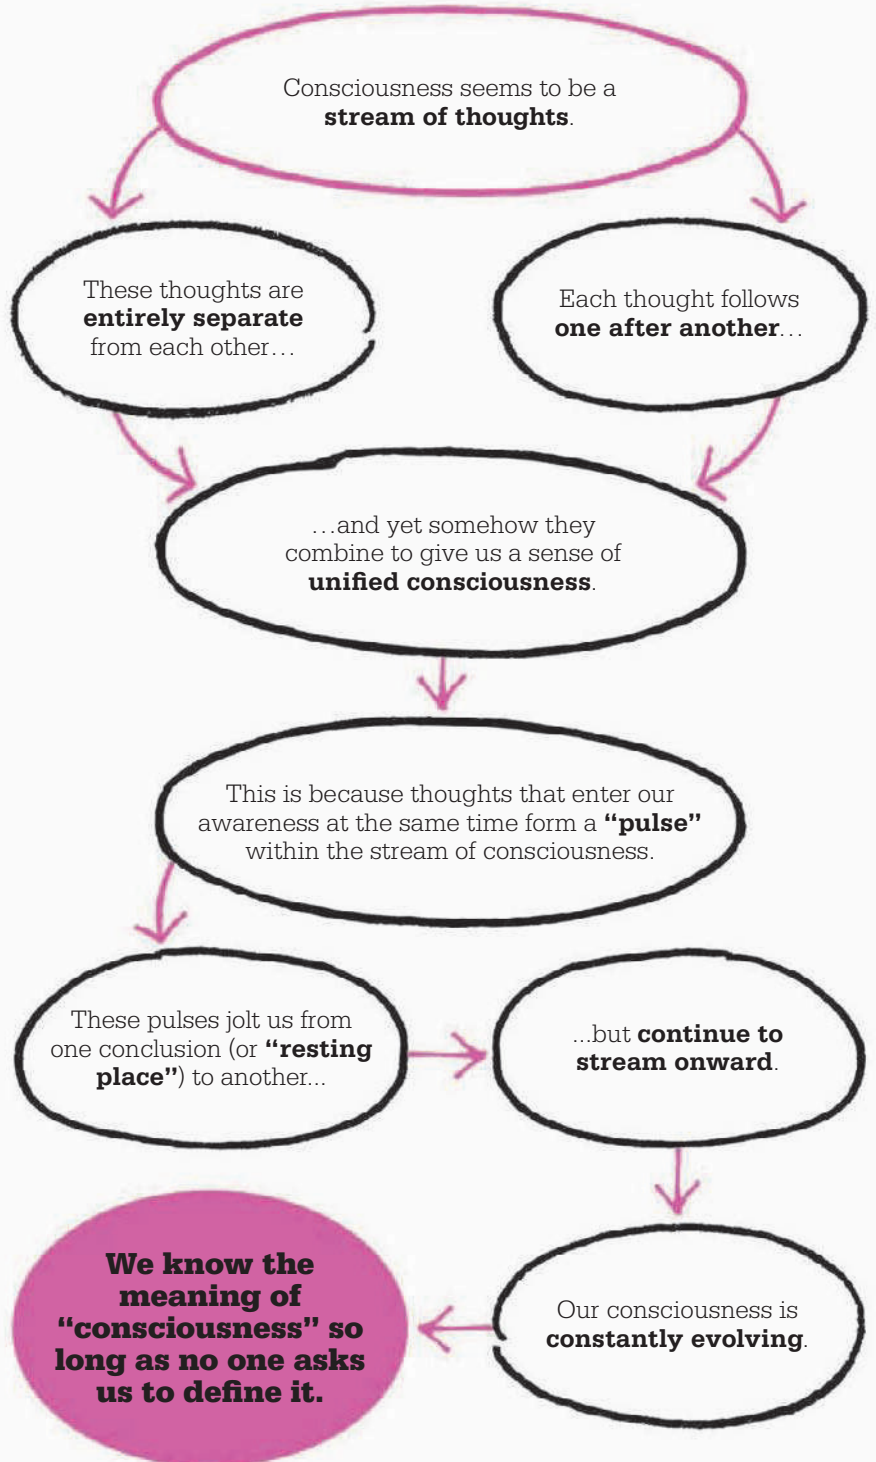 Consciousness seems to be a
stream of thoughts.
These thoughts are
entirely separate
from each other…
Each thought follows
one after another…
…and yet somehow they
combine to give us a sense of
unified consciousness.
This is because thoughts that enter our
awareness at the same time form a “pulse”
within the stream of consciousness.
These pulses jolt us from
one conclusion (or “resting
place”) to another...
...but continue to
stream onward.
Our consciousness is
constantly evolving.
We know the
meaning of
“consciousness” so
long as no one asks
us to define it.